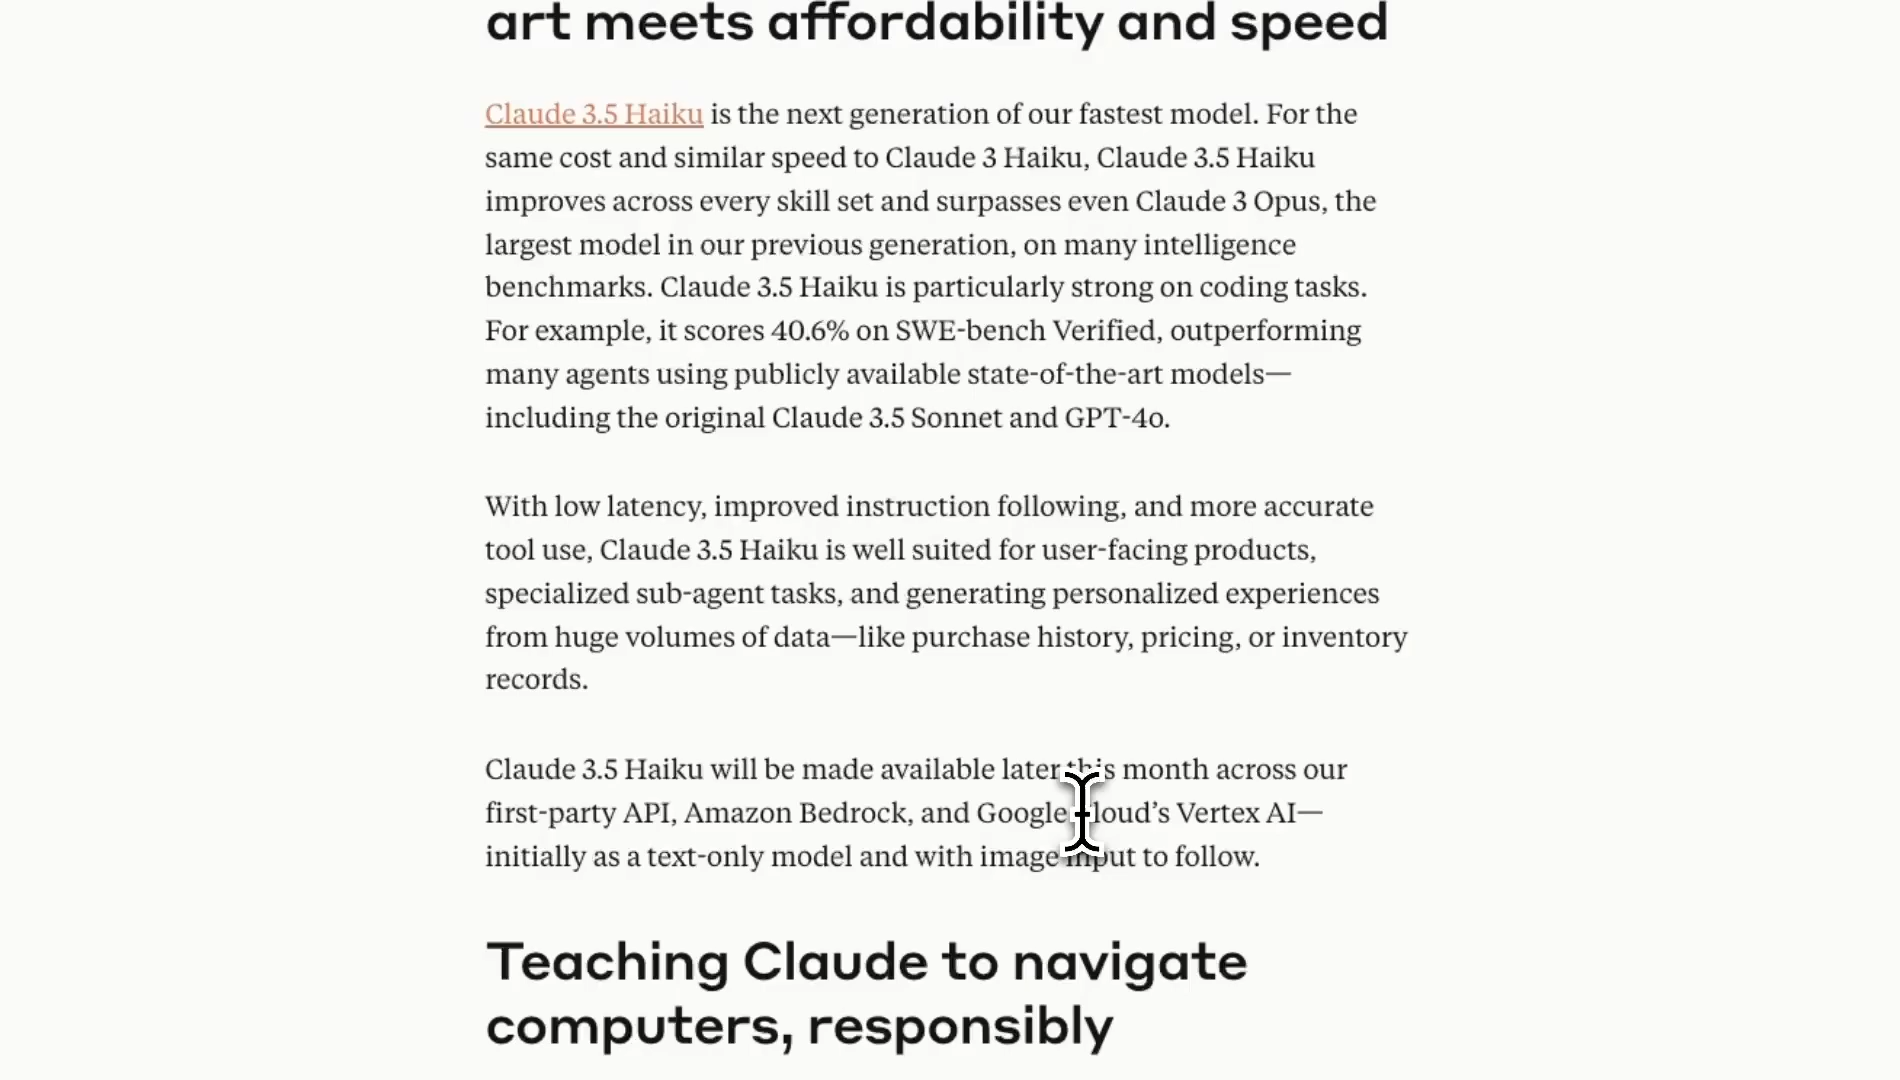 art meets affordability and speed
Claude 3.5 Haiku is the next generation of our fastest model. For the
same cost and similar speed to Claude 3 Haiku, Claude 3.5 Haiku
improves across every skill set and surpasses even Claude 3 Opus, the
largest model in our previous generation, on many intelligence
benchmarks. Claude 3.5 Haiku is particularly strong on coding tasks.
For example, it scores 40.6% on SWE-bench Verified, outperforming
many agents using publicly available state-of-the-art models—
including the original Claude 3.5 Sonnet and GPT-4o.
With low latency, improved instruction following, and more accurate
tool use, Claude 3.5 Haiku is well suited for user-facing products,
specialized sub-agent tasks, and generating personalized experiences
from huge volumes of data—like purchase history, pricing, or inventory
records.
Claude 3.5 Haiku will be made available later this month across our
first-party API, Amazon Bedrock, and Google Cloud’s Vertex AI—
initially as a text-only model and with image input to follow.
Teaching Claude to navigate
computers, responsibly